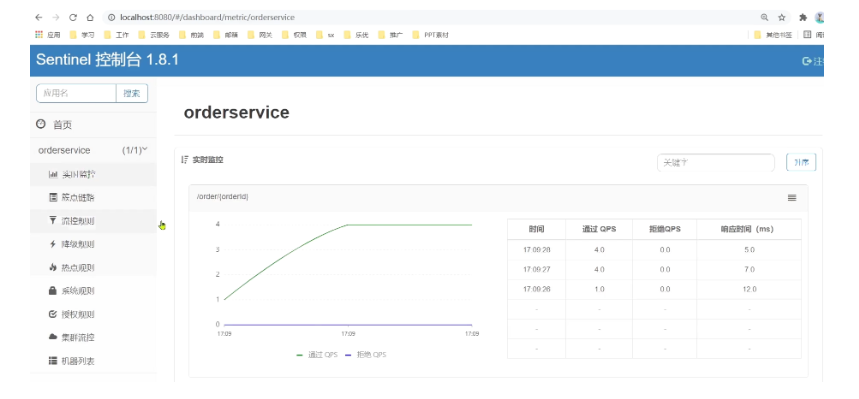 localhost:8080/#/dashboard/metric/orderservice
应用 学习 工作 云服务 前端 邮箱 网关 权限 sx 乐优 推广 PPT素材 其他书签
Sentinel 控制台 1.8.1
应用名 搜索
首页
orderservice (1/1)
实时监控
簇点链路
流控规则
降级规则
热点规则
系统规则
授权规则
集群流控
机器列表
orderservice
实时监控 关键字 升序
/order/{orderId}
4
3
2
1
0
17:09 17:09 17:09
通过 QPS 拒绝 QPS
时间 通过 QPS 拒绝QPS 响应时间 (ms)
17:09:28 4.0 0.0 5.0
17:09:27 4.0 0.0 7.0
17:09:26 1.0 0.0 12.0
- - - -
- - - -
- - - -